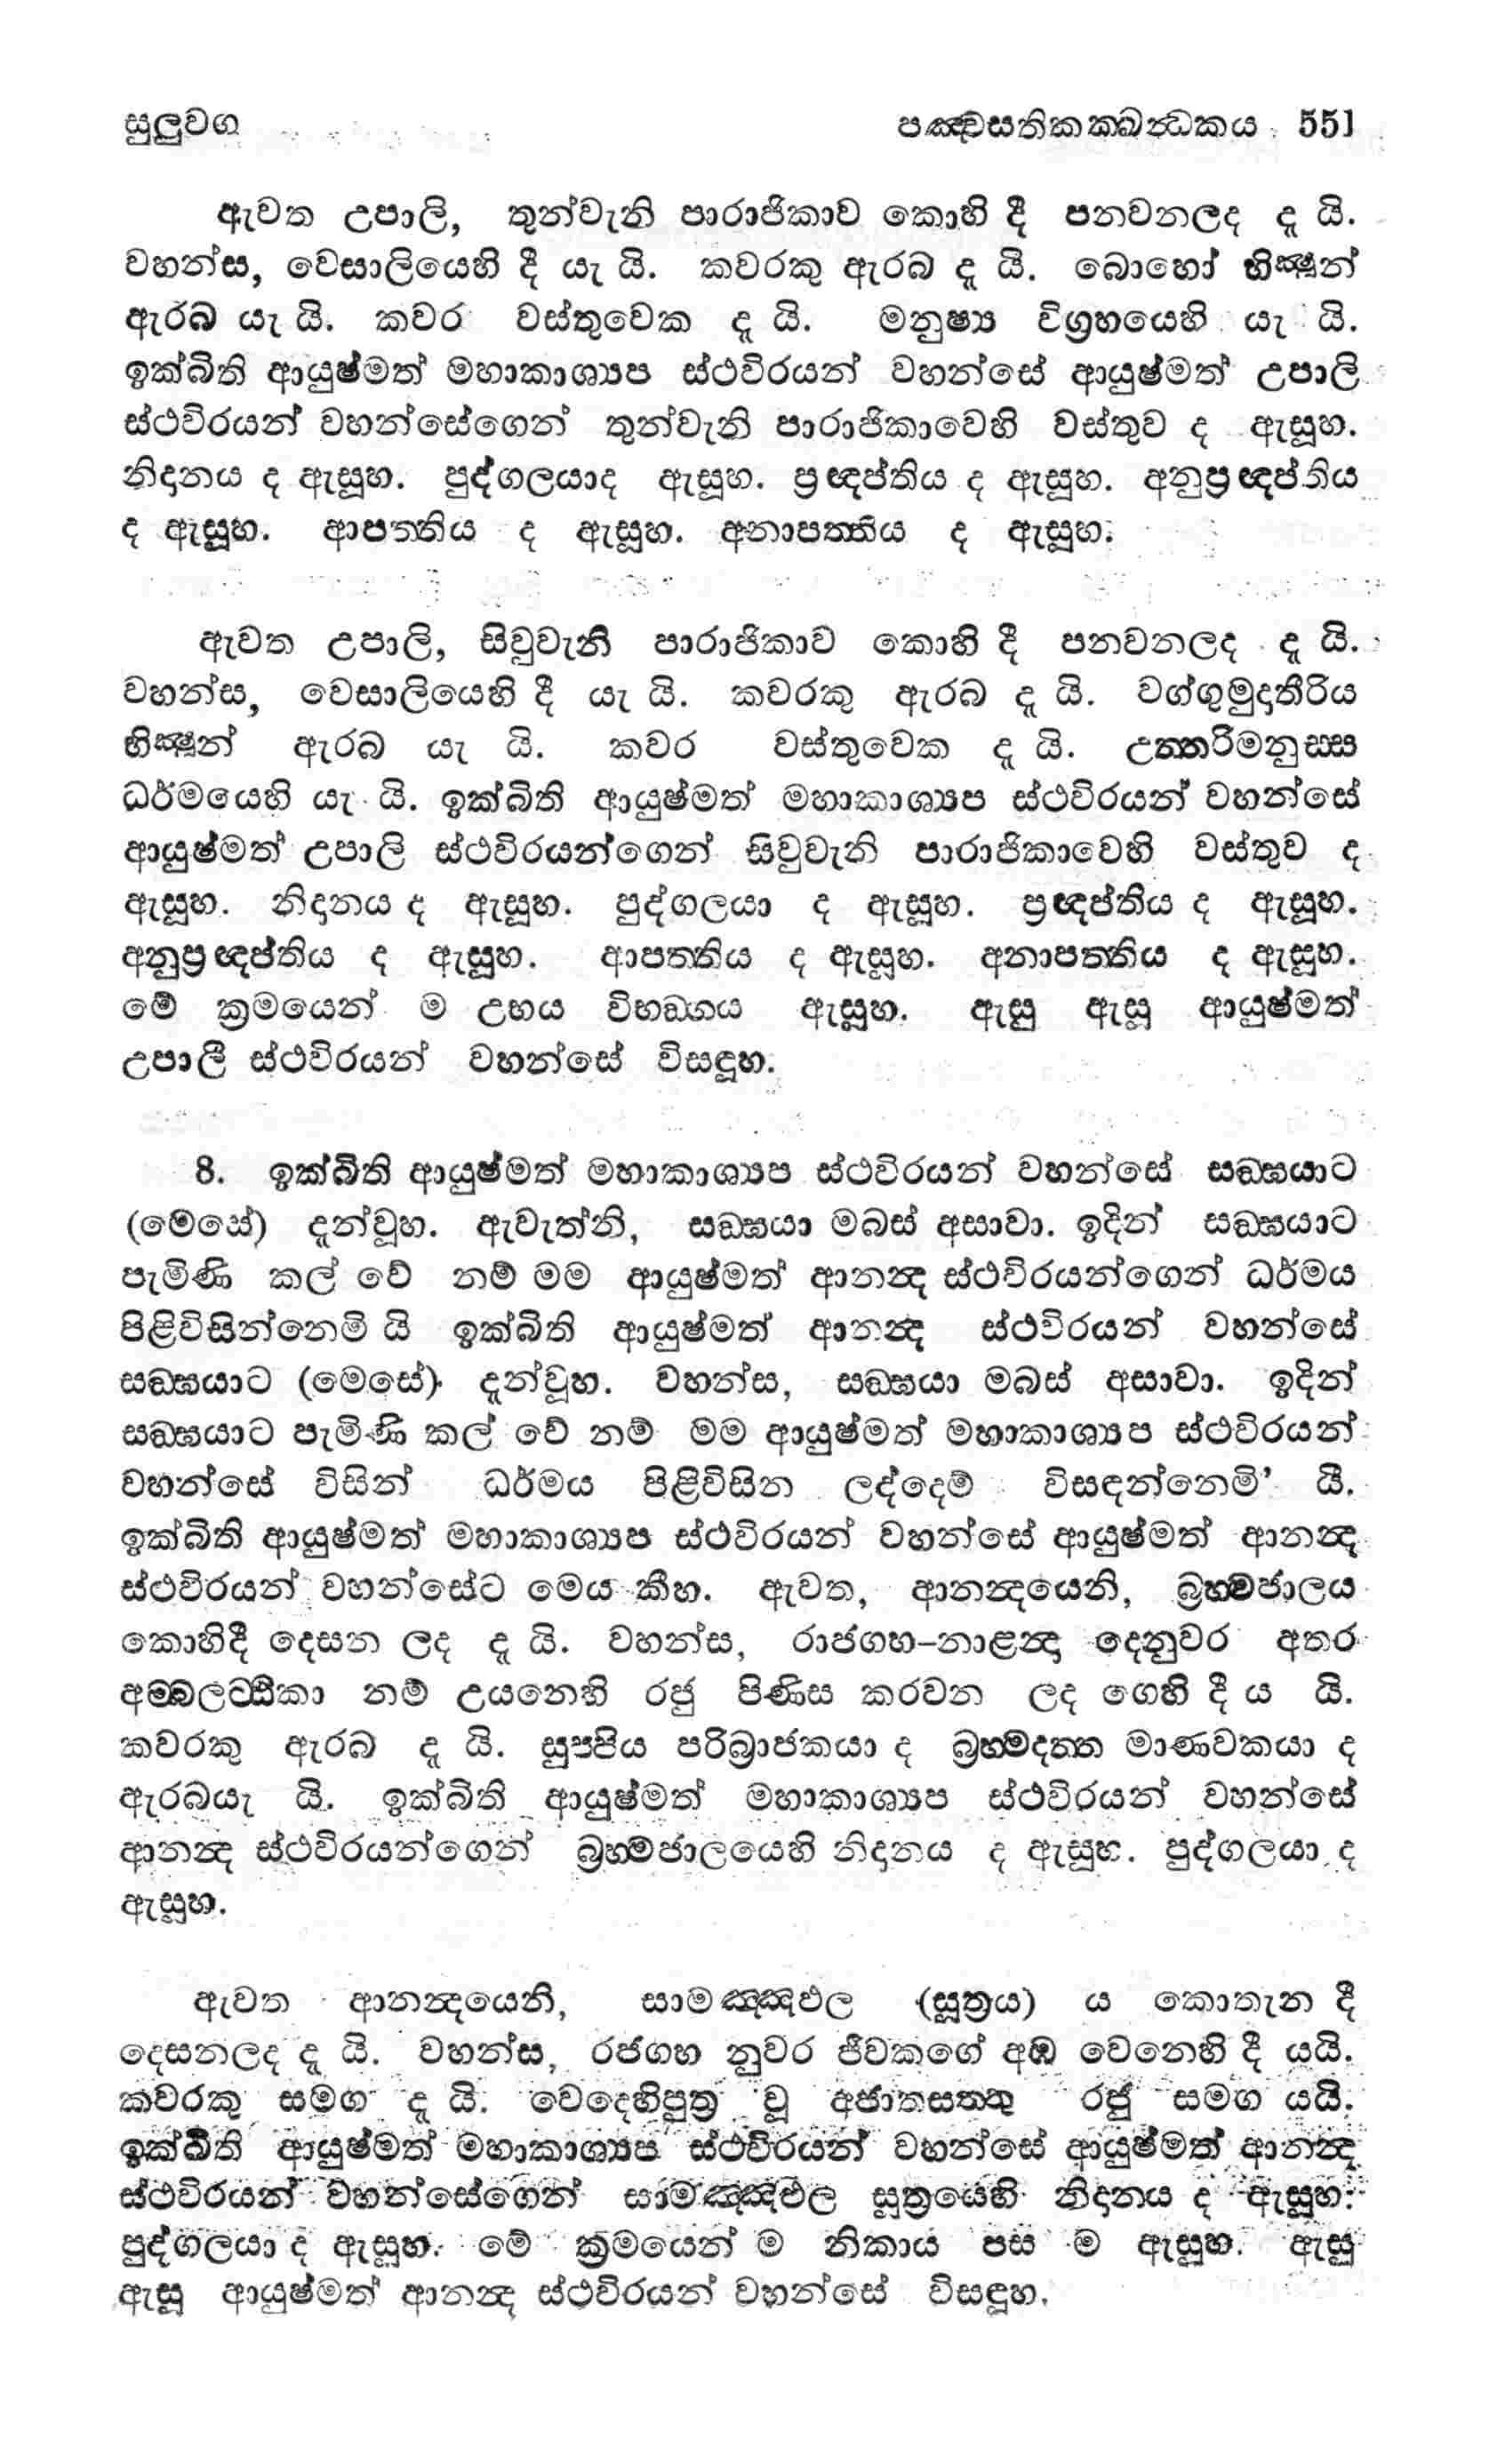 සුලුවග පඤ්චසතිකක්ඛන්ධකය 551
ඇවත උපාලි, තුන්වැනි පාරාජිකාව කොහි දී පනවනලද ද යි.
වහන්ස, වෙසාලියෙහි දී යැ යි. කවරකු ඇරබ ද යි. බොහෝ භික්‍ෂූන්
ඇරබ යැ යි. කවර වස්තුවෙක ද යි. මනුෂ්‍ය විග්‍රහයෙහි යැ යි.
ඉක්බිති ආයුෂ්මත් මහාකාශ්‍යප ස්ථවිරයන් වහන්සේ ආයුෂ්මත් උපාලි
ස්ථවිරයන් වහන්සේගෙන් තුන්වැනි පාරාජිකාවෙහි වස්තුව ද ඇසූහ.
නිදානය ද ඇසූහ. පුද්ගලයාද ඇසූහ. ප්‍රඥප්තිය ද ඇසූහ. අනුප්‍රඥප්තිය
ද ඇසූහ. ආපත්තිය ද ඇසූහ. අනාපත්තිය ද ඇසූහ.
ඇවත උපාලි, සිවුවැනි පාරාජිකාව කොහි දී පනවනලද ද යි.
වහන්ස, වෙසාලියෙහි දී යැ යි. කවරකු ඇරබ ද යි. වග්ගුමුදාතීරිය
භික්‍ෂූන් ඇරබ යැ යි. කවර වස්තුවෙක ද යි. උත්තරිමනුස්ස
ධර්මයෙහි යැ යි. ඉක්බිති ආයුෂ්මත් මහාකාශ්‍යප ස්ථවිරයන් වහන්සේ
ආයුෂ්මත් උපාලි ස්ථවිරයන්ගෙන් සිවුවැනි පාරාජිකාවෙහි වස්තුව ද
ඇසූහ. නිදානය ද ඇසූහ. පුද්ගලයා ද ඇසූහ. ප්‍රඥප්තිය ද ඇසූහ.
අනුප්‍රඥප්තිය ද ඇසූහ. ආපත්තිය ද ඇසූහ. අනාපත්තිය ද ඇසූහ.
මේ ක්‍රමයෙන් ම උභය විභඞ්ගය ඇසූහ. ඇසු ඇසූ ආයුෂ්මත්
උපාලි ස්ථවිරයන් වහන්සේ විසඳූහ.
8. ඉක්බිති ආයුෂ්මත් මහාකාශ්‍යප ස්ථවිරයන් වහන්සේ සඞ්ඝයාට
(මෙසේ) දැන්වූහ. ඇවැත්නි, සඞ්ඝයා මබස් අසාවා. ඉදින් සඞ්ඝයාට
පැමිණි කල් වේ නම් මම ආයුෂ්මත් ආනන්‍ද ස්ථවිරයන්ගෙන් ධර්මය
පිළිවිසින්නෙමි යි ඉක්බිති ආයුෂ්මත් ආනන්‍ද ස්ථවිරයන් වහන්සේ
සඞ්ඝයාට (මෙසේ) දැන්වූහ. වහන්ස, සඞ්ඝයා මබස් අසාවා. ඉදින්
සඞ්ඝයාට පැමිණි කල් වේ නම් මම ආයුෂ්මත් මහාකාශ්‍යප ස්ථවිරයන්
වහන්සේ විසින් ධර්මය පිළිවිසින ලද්දෙම් විසඳන්නෙමි’ යි.
ඉක්බිති ආයුෂ්මත් මහාකාශ්‍යප ස්ථවිරයන් වහන්සේ ආයුෂ්මත් ආනන්‍ද
ස්ථවිරයන් වහන්සේට මෙය කීහ. ඇවත, ආනන්‍දයෙනි, බ්‍රහ්මජාලය
කොහිදී දෙසන ලද ද යි. වහන්ස, රාජගහ-නාළන්‍දා දෙනුවර අතර
අම්බලට්ඨිකා නම් උයනෙහි රජු පිණිස කරවන ලද ගෙහි දී ය යි.
කවරකු ඇරබ ද යි. සුප්පිය පරිබ්‍රාජකයා ද බ්‍රහ්මදත්ත මාණවකයා ද
ඇරබයැ යි. ඉක්බිති ආයුෂ්මත් මහාකාශ්‍යප ස්ථවිරයන් වහන්සේ
ආනන්‍ද ස්ථවිරයන්ගෙන් බ්‍රහ්මජාලයෙහි නිදානය ද ඇසූහ. පුද්ගලයා ද
ඇසූහ.
ඇවත ආනන්‍දයෙනි, සාමඤ්ඤඵල (සූත්‍රය) ය කොතැන දී
දෙසනලද ද යි. වහන්ස, රජගහ නුවර ජීවකගේ අඹ වෙනෙහි දී යයි.
කවරකු සමග ද යි. වෙදෙහිපුත්‍ර වූ අජාතසත්තු රජු සමග යයි.
ඉක්බිති ආයුෂ්මත් මහාකාශ්‍යප ස්ථවිරයන් වහන්සේ ආයුෂ්මත් ආනන්‍ද
ස්ථවිරයන් වහන්සේගෙන් සාමඤ්ඤඵල සූත්‍රයෙහි නිදානය ද ඇසූහ.
පුද්ගලයා ද ඇසූහ. මේ ක්‍රමයෙන් ම නිකාය පස ම ඇසූහ. ඇසු
ඇසූ ආයුෂ්මත් ආනන්‍ද ස්ථවිරයන් වහන්සේ විසඳූහ.